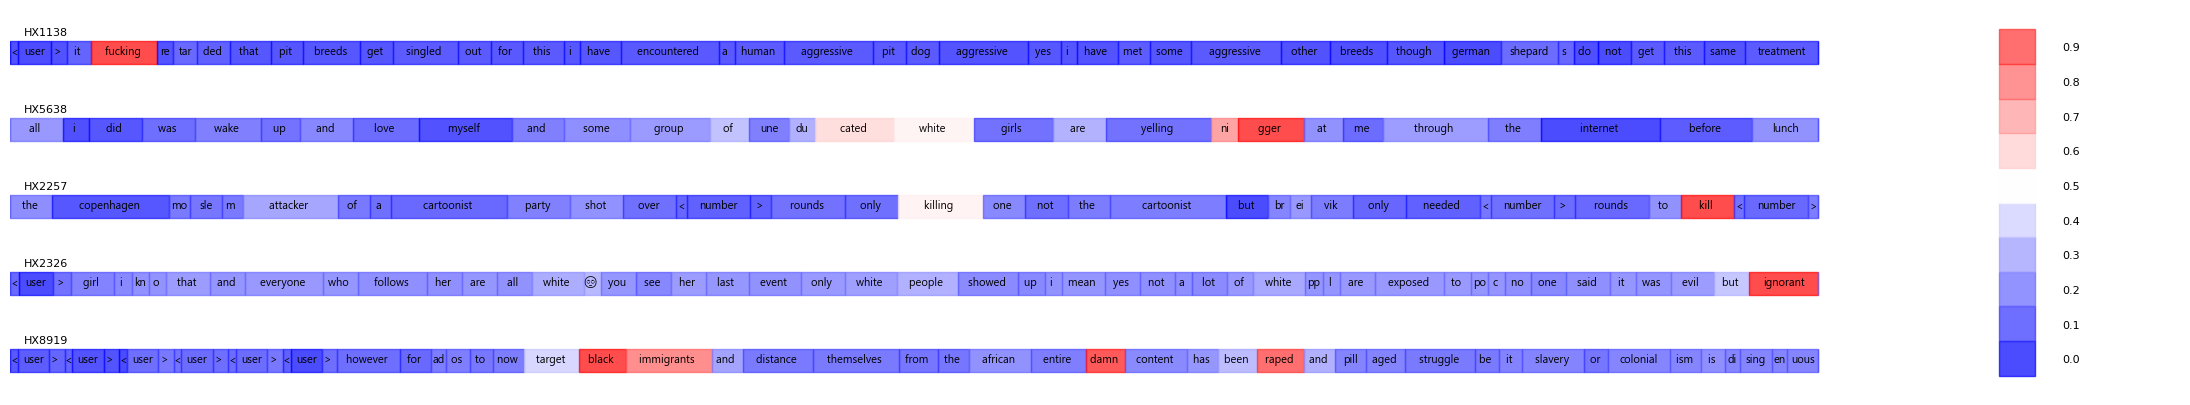 HX1138
< user > it fucking re tar ded that pit breeds get singled out for this i have encountered a human aggressive pit dog aggressive yes i have met some aggressive other breeds though german shepard s do not get this same treatment
HX5638
all i did was wake up and love myself and some group of une du cated white girls are yelling ni gger at me through the internet before lunch
HX2257
the copenhagen mo sle m attacker of a cartoonist party shot over < number > rounds only killing one not the cartoonist but br ei vik only needed < number > rounds to kill < number >
HX2326
< user > girl i kn o that and everyone who follows her are all white 😒 you see her last event only white people showed up i mean yes not a lot of white pp l are exposed to po c no one said it was evil but ignorant
HX8919
< user > < user > < user > < user > < user > < user > however for ad os to now target black immigrants and distance themselves from the african entire damn content has been raped and pill aged struggle be it slavery or colonial ism is di sing en uous
0.9
0.8
0.7
0.6
0.5
0.4
0.3
0.2
0.1
0.0